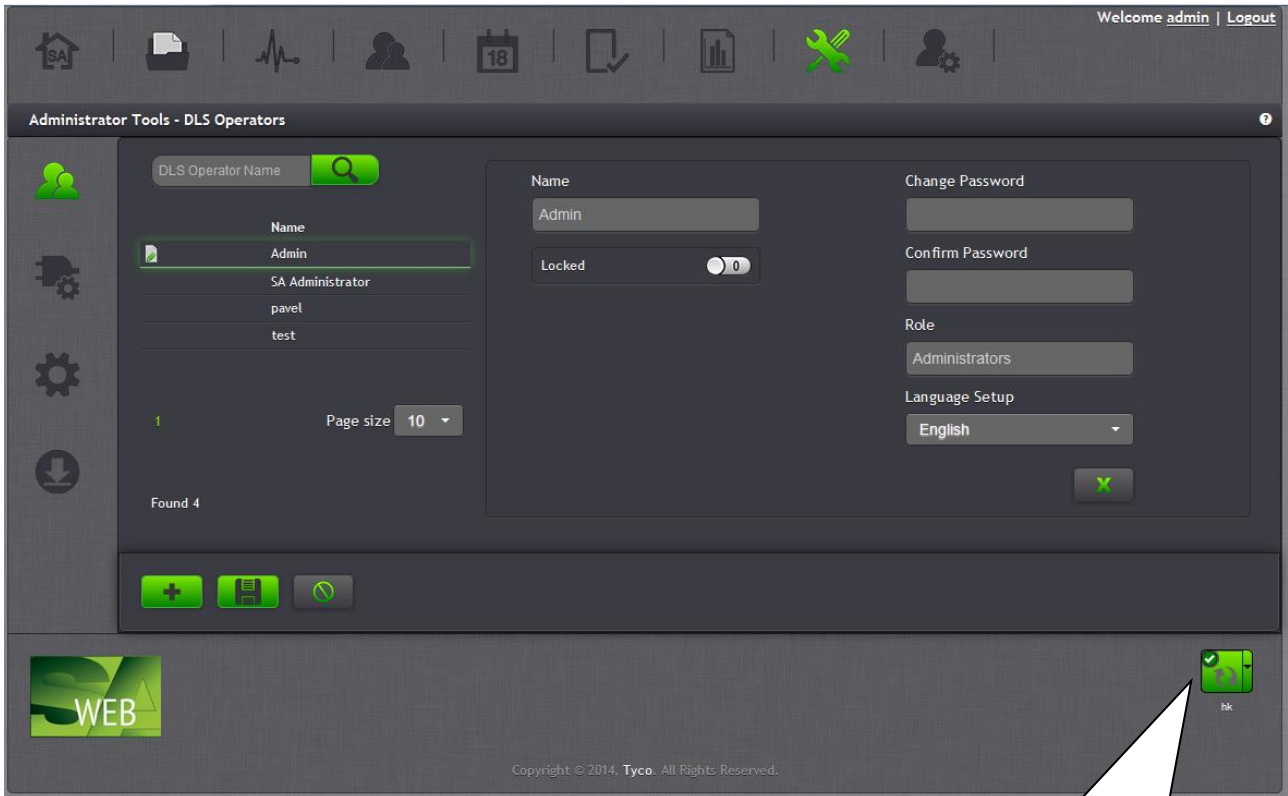 Welcome admin | Logout
SA
18
Administrator Tools - DLS Operators
?
DLS Operator Name
Name
Admin
SA Administrator
pavel
test
1
Page size 10
Found 4
Name
Admin
Locked
0
Change Password
Confirm Password
Role
Administrators
Language Setup
English
X
SA
WEB
hk
Copyright © 2014, Tyco. All Rights Reserved.